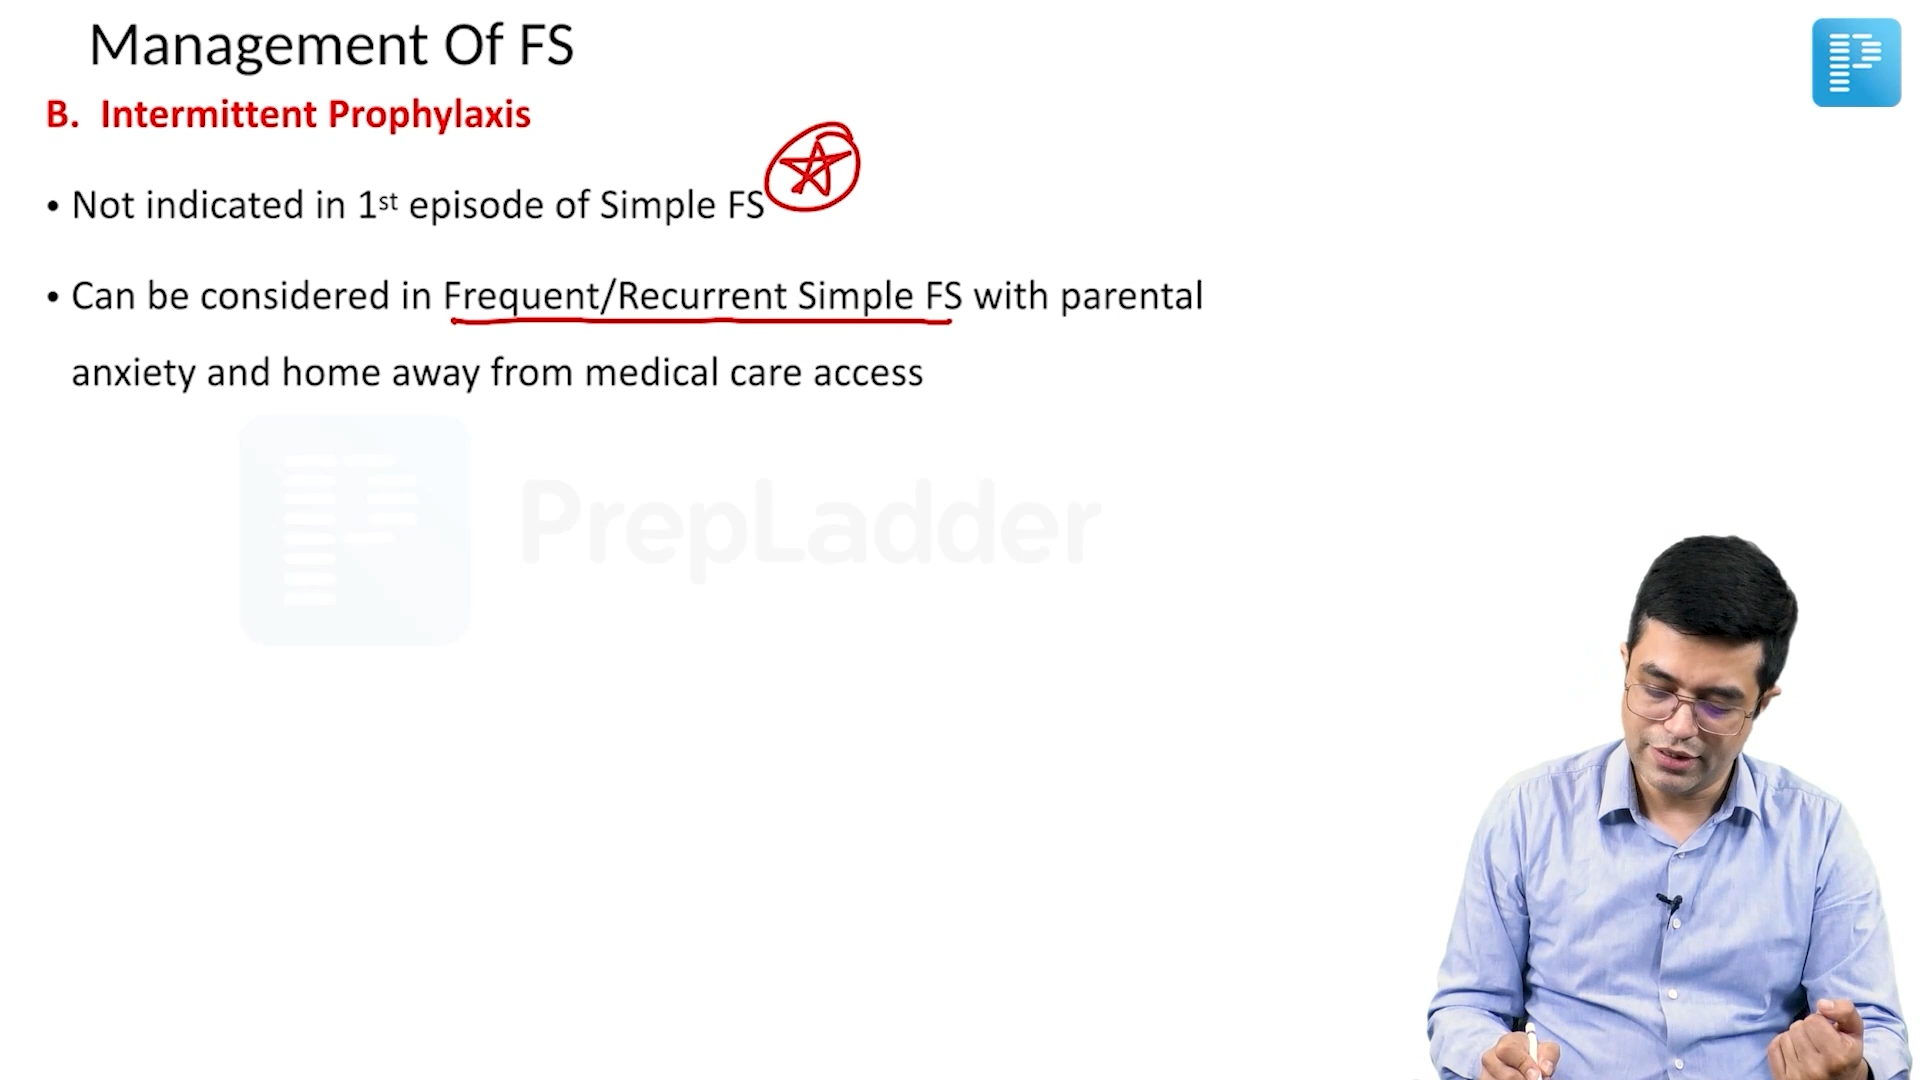 Management Of FS
B. Intermittent Prophylaxis
• Not indicated in 1st episode of Simple FS
• Can be considered in Frequent/Recurrent Simple FS with parental
anxiety and home away from medical care access
PrepLadder